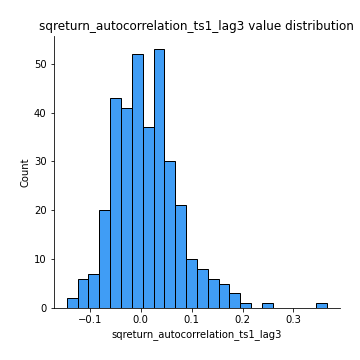 sqreturn_autocorrelation_ts1_lag3 value distribution
50
40
30
20
10
0
Count
−0.1 0.0 0.1 0.2 0.3
sqreturn_autocorrelation_ts1_lag3